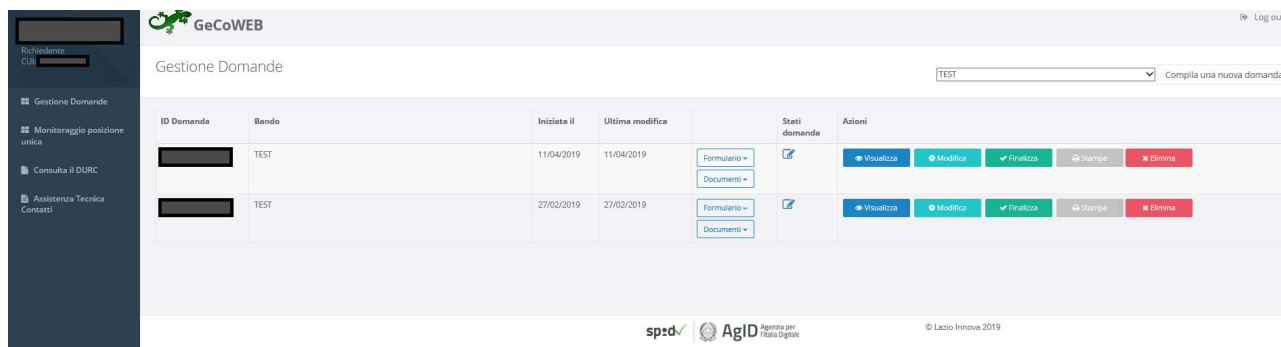 GeCoWEB
Log ou
Richiedente
CUI:
Gestione Domande
TEST
Compila una nuova domanda
Gestione Domande
Monitoraggio posizione
unica
Consulta il DURC
Assistenza Tecnica
Contatti
ID Domanda Bando Iniziata il Ultima modifica Stati
domanda Azioni
TEST 11/04/2019 11/04/2019 Formulario Visualizza Modifica Finalizza Stampa Elimina
Documenti
TEST 27/02/2019 27/02/2019 Formulario Visualizza Modifica Finalizza Stampa Elimina
Documenti
spid AgID Agenzia per
l'Italia Digitale © Lazio Innova 2019